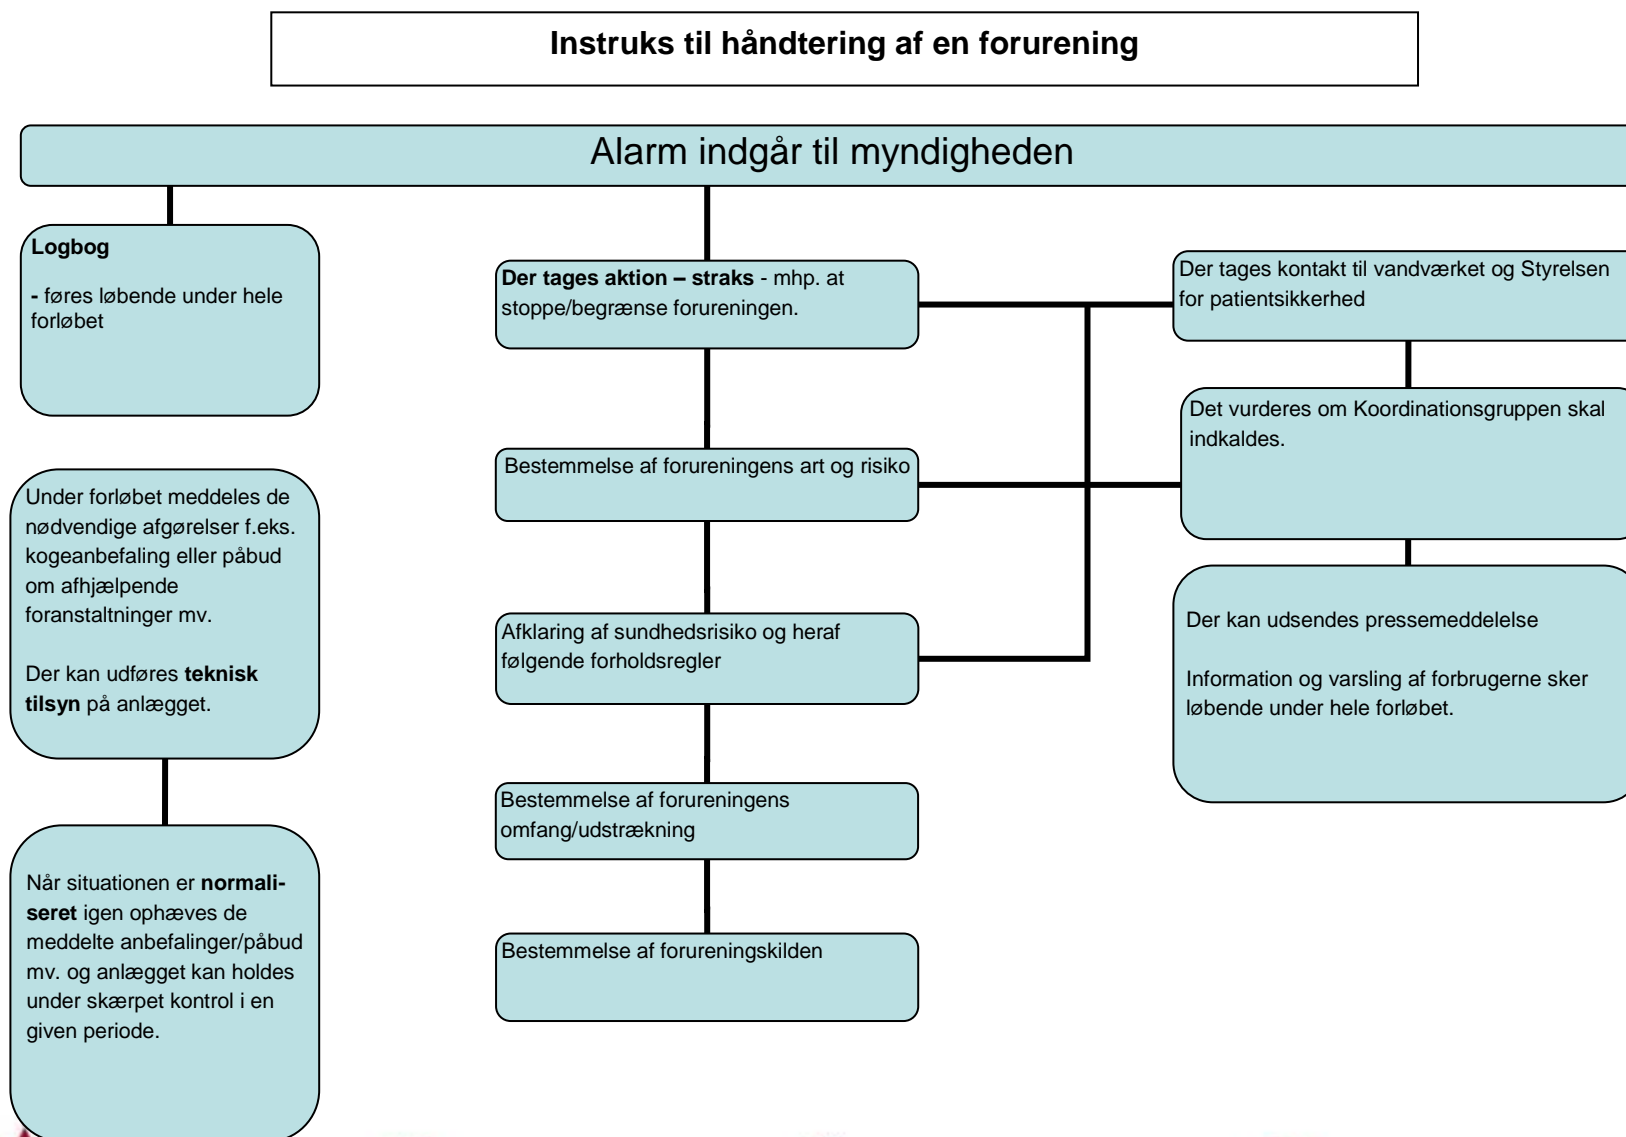 Instruks til håndtering af en forurening
Alarm indgår til myndigheden
Logbog
- føres løbende under hele
forløbet
Under forløbet meddeles de
nødvendige afgørelser f.eks.
kogeanbefaling eller påbud
om afhjælpende
foranstaltninger mv.
Der kan udføres teknisk
tilsyn på anlægget.
Når situationen er normali-
seret igen ophæves de
meddelte anbefalinger/påbud
mv. og anlægget kan holdes
under skærpet kontrol i en
given periode.
Der tages aktion – straks - mhp. at
stoppe/begrænse forureningen.
Bestemmelse af forureningens art og risiko
Afklaring af sundhedsrisiko og heraf
følgende forholdsregler
Bestemmelse af forureningens
omfang/udstrækning
Bestemmelse af forureningskilden
Der tages kontakt til vandværket og Styrelsen
for patientsikkerhed
Det vurderes om Koordinationsgruppen skal
indkaldes.
Der kan udsendes pressemeddelelse
Information og varsling af forbrugerne sker
løbende under hele forløbet.